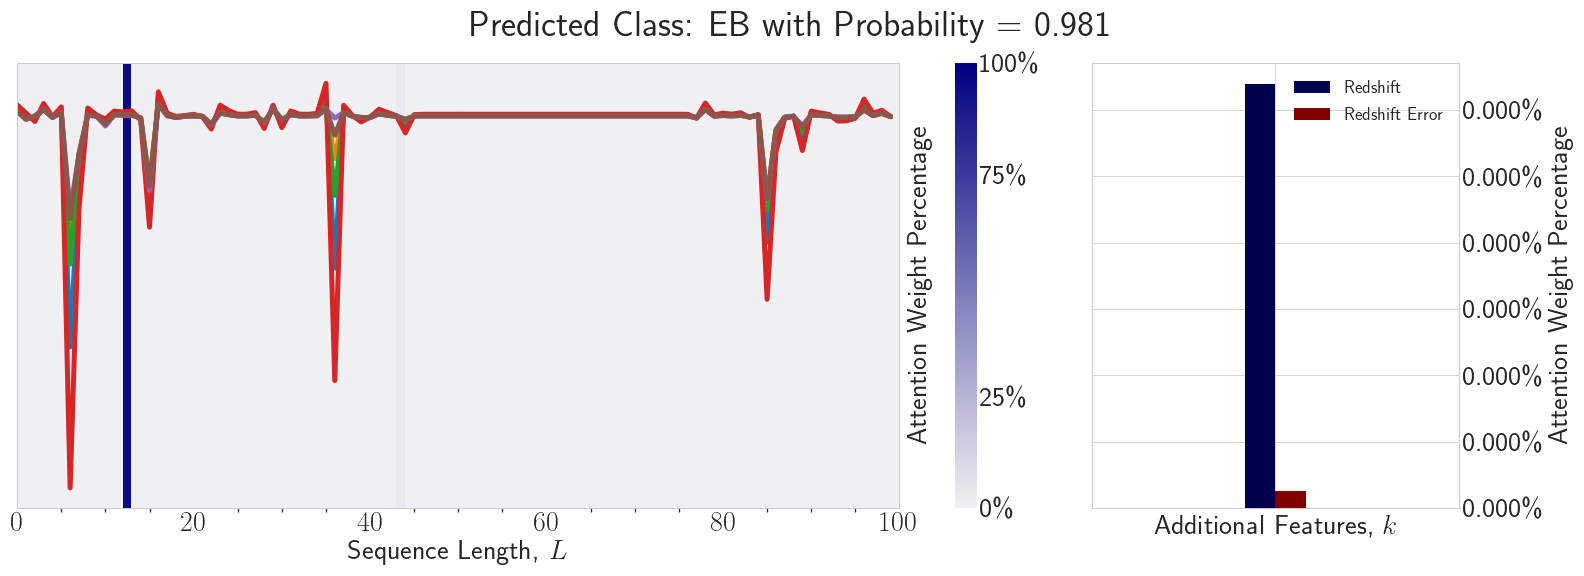 Predicted Class: EB with Probability = 0.981
0 20 40 60 80 100
Sequence Length, L
100%
75%
25%
0%
Attention Weight Percentage
Redshift
Redshift Error
0.000%
0.000%
0.000%
0.000%
0.000%
0.000%
0.000%
Attention Weight Percentage
Additional Features, k